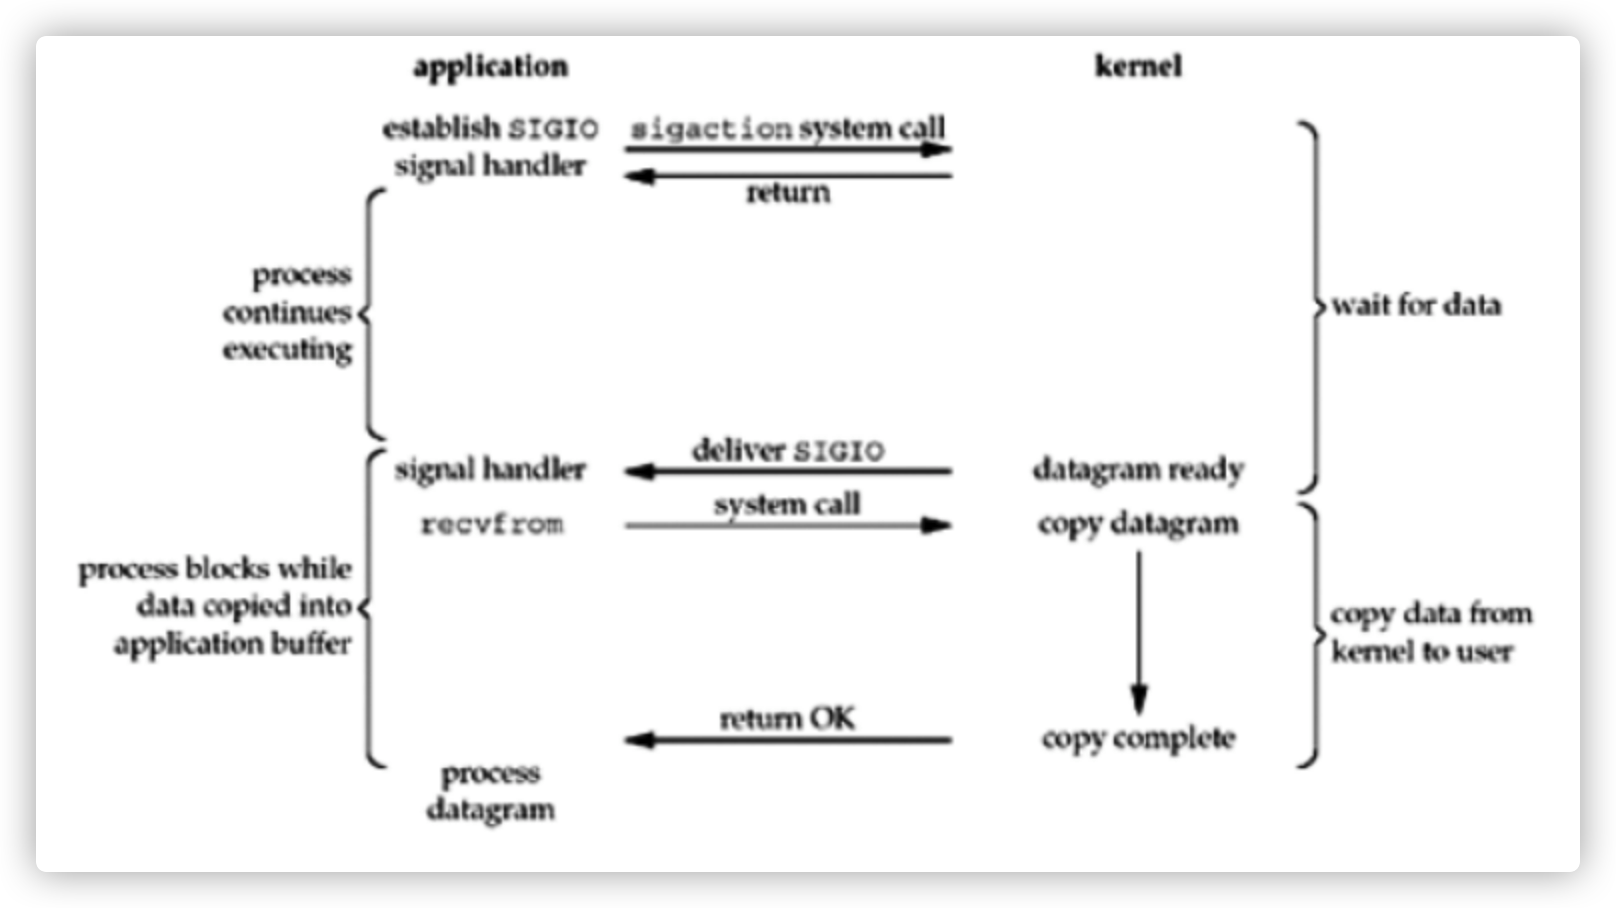 application
kernel
establish SIGIO
signal handler
sigaction system call
return
process
continues
executing
wait for data
signal handler
deliver SIGIO
datagram ready
recvfrom
system call
copy datagram
process blocks while
data copied into
application buffer
copy data from
kernel to user
return OK
copy complete
process
datagram